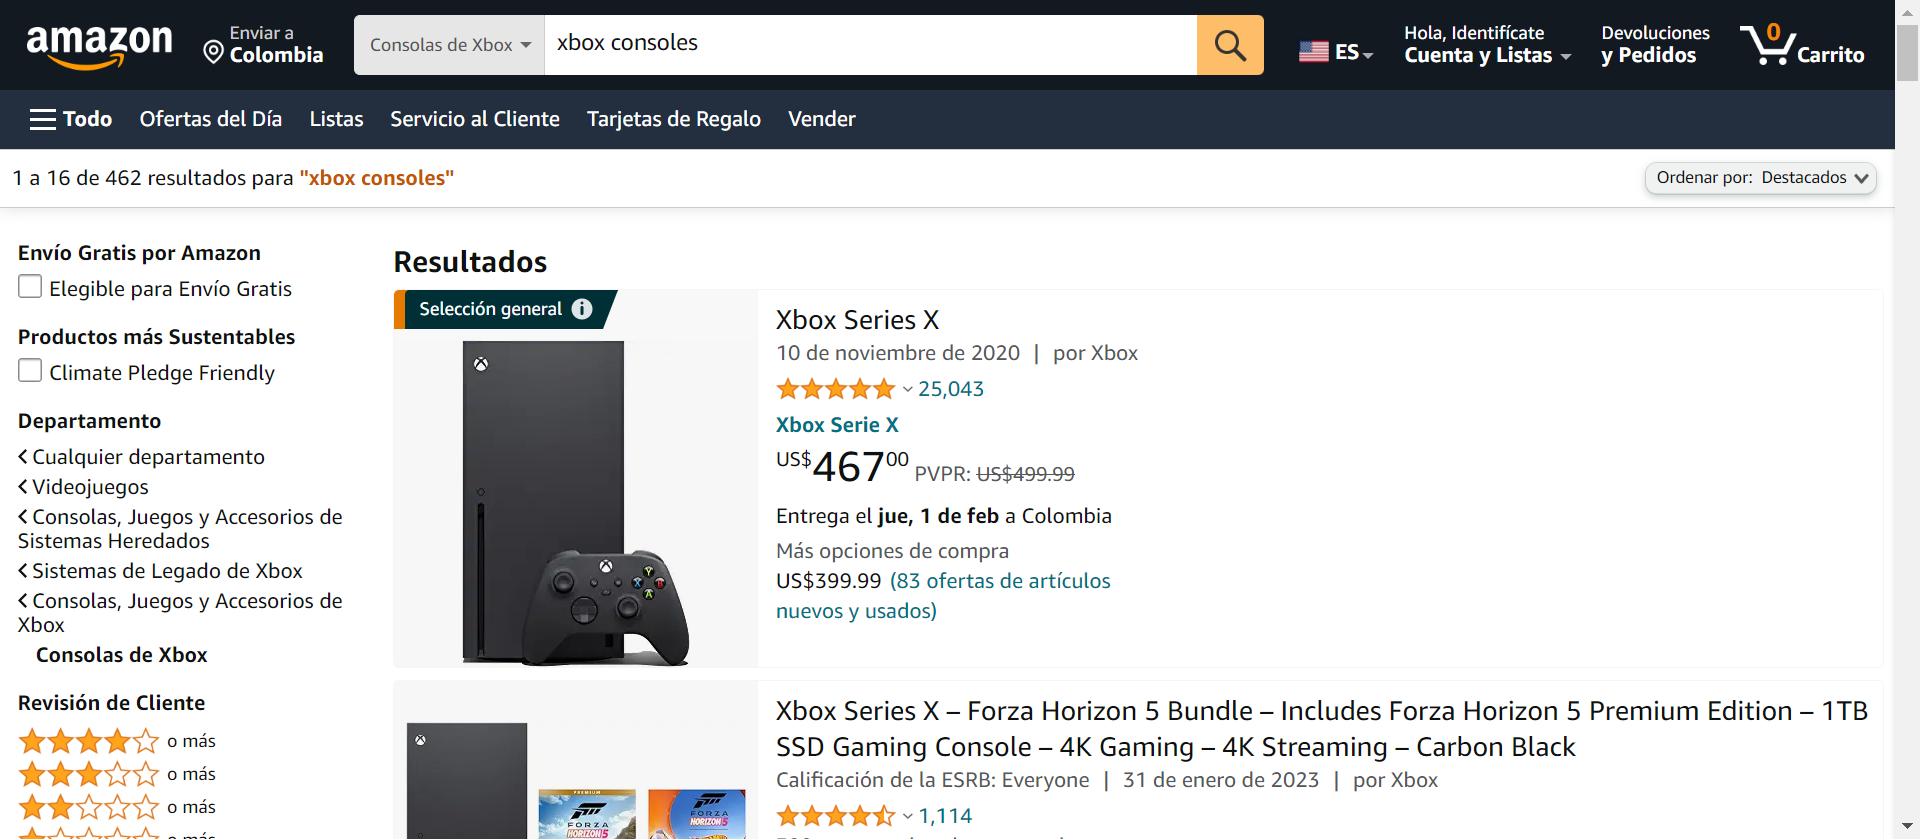 amazon
Enviar a
Colombia
Consolas de Xbox
xbox consoles
ES
Hola, Identifícate
Cuenta y Listas
Devoluciones
y Pedidos
0
Carrito
Todo
Ofertas del Día
Listas
Servicio al Cliente
Tarjetas de Regalo
Vender
1 a 16 de 462 resultados para "xbox consoles"
Ordenar por: Destacados
Envío Gratis por Amazon
Elegible para Envío Gratis
Productos más Sustentables
Climate Pledge Friendly
Departamento
Cualquier departamento
Videojuegos
Consolas, Juegos y Accesorios de
Sistemas Heredados
Sistemas de Legado de Xbox
Consolas, Juegos y Accesorios de
Xbox
Consolas de Xbox
Revisión de Cliente
o más
o más
o más
o más
Resultados
Selección general
Xbox Series X
10 de noviembre de 2020 | por Xbox
25,043
Xbox Serie X
US$46700 PVPR: US$499.99
Entrega el jue, 1 de feb a Colombia
Más opciones de compra
US$399.99 (83 ofertas de artículos
nuevos y usados)
Xbox Series X – Forza Horizon 5 Bundle – Includes Forza Horizon 5 Premium Edition – 1TB
SSD Gaming Console – 4K Gaming – 4K Streaming – Carbon Black
Calificación de la ESRB: Everyone | 31 de enero de 2023 | por Xbox
1,114
PREMIUM
FORZA
HORIZON 5
FORZA
HORIZON 5